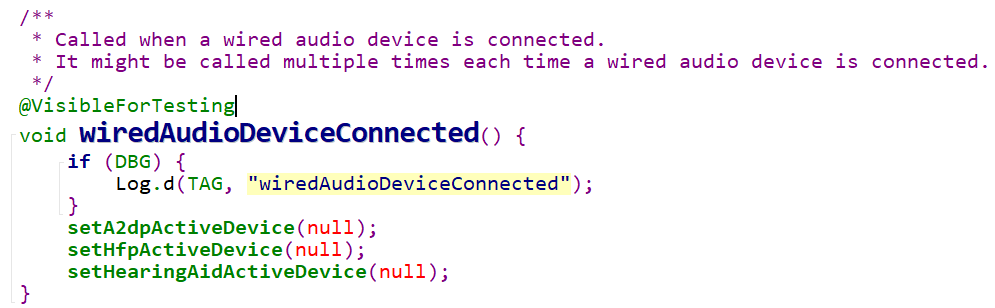 /**
 * Called when a wired audio device is connected.
 * It might be called multiple times each time a wired audio device is connected.
 */
@VisibleForTesting
void wiredAudioDeviceConnected() {
    if (DBG) {
        Log.d(TAG, "wiredAudioDeviceConnected");
    }
    setA2dpActiveDevice(null);
    setHfpActiveDevice(null);
    setHearingAidActiveDevice(null);
}